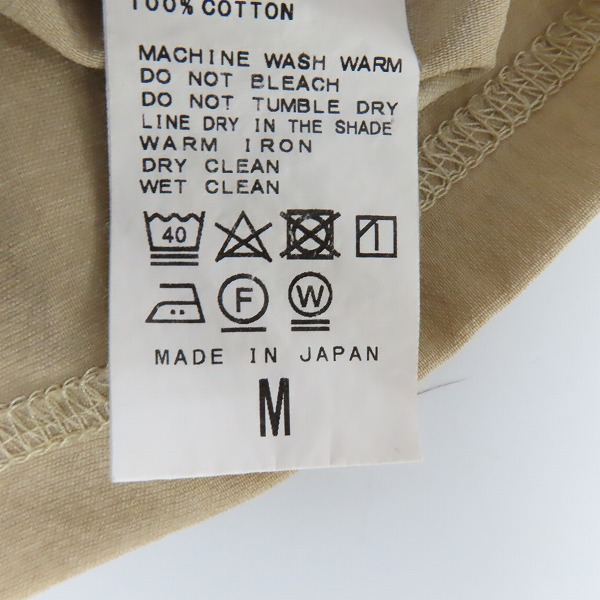 100% COTTON
MACHINE WASH WARM
DO NOT BLEACH
DO NOT TUMBLE DRY
LINE DRY IN THE SHADE
WARM IRON
DRY CLEAN
WET CLEAN
40
F W
MADE IN JAPAN
M